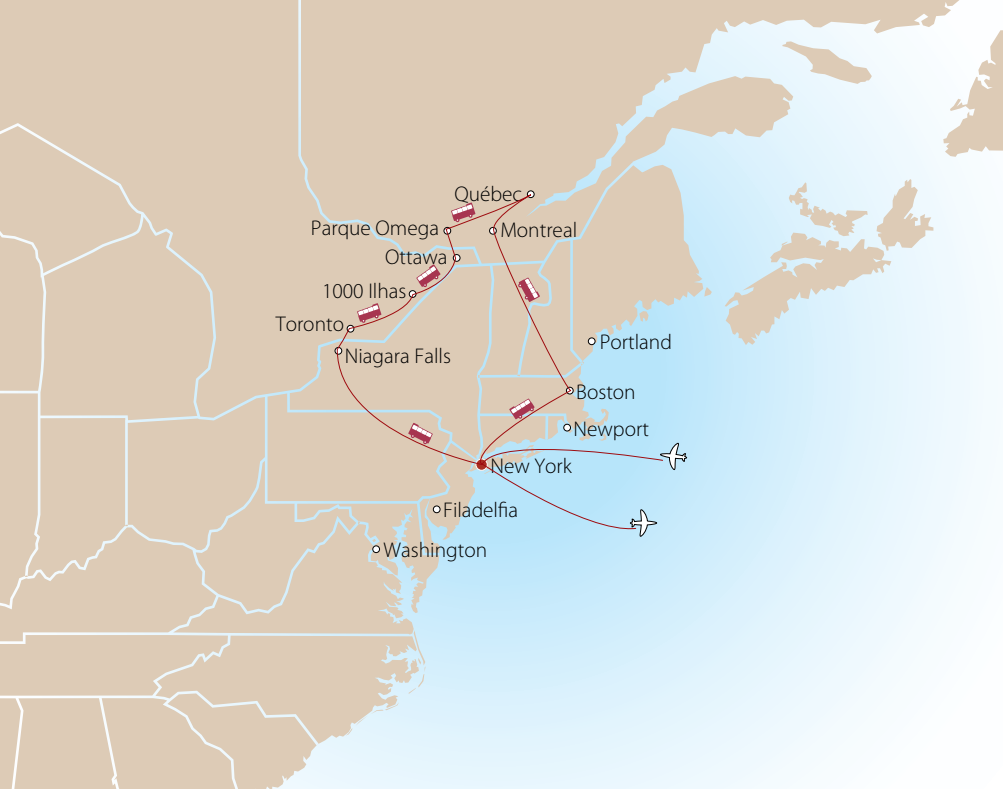 Québec
Parque Omega
Montreal
Ottawa
1000 Ilhas
Toronto
Portland
Niagara Falls
Boston
Newport
New York
Filadelfia
Washington